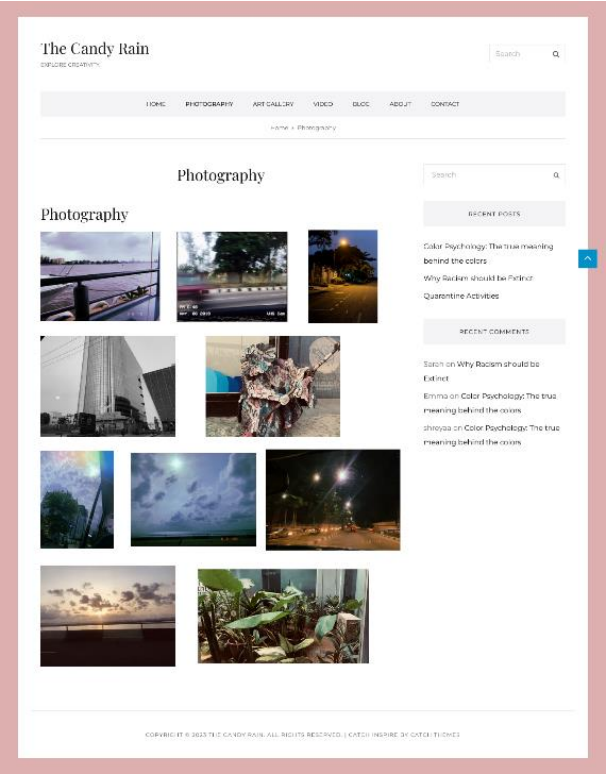 The Candy Rain
EXPLORE CREATIVITY
Search
HOME PHOTOGRAPHY ART GALLERY VIDEO BLOG ABOUT CONTACT
Home > Photography
Photography
Search
Photography
RECENT POSTS
Color Psychology: The true meaning
behind the colors
Why Racism should be Extinct
Quarantine Activities
RECENT COMMENTS
Sarah on Why Racism should be
Extinct
Emma on Color Psychology: The true
meaning behind the colors
shreyaa on Color Psychology: The true
meaning behind the colors
COPYRIGHT © 2023 THE CANDY RAIN. ALL RIGHTS RESERVED. | CATCH INSPIRE BY CATCH THEMES